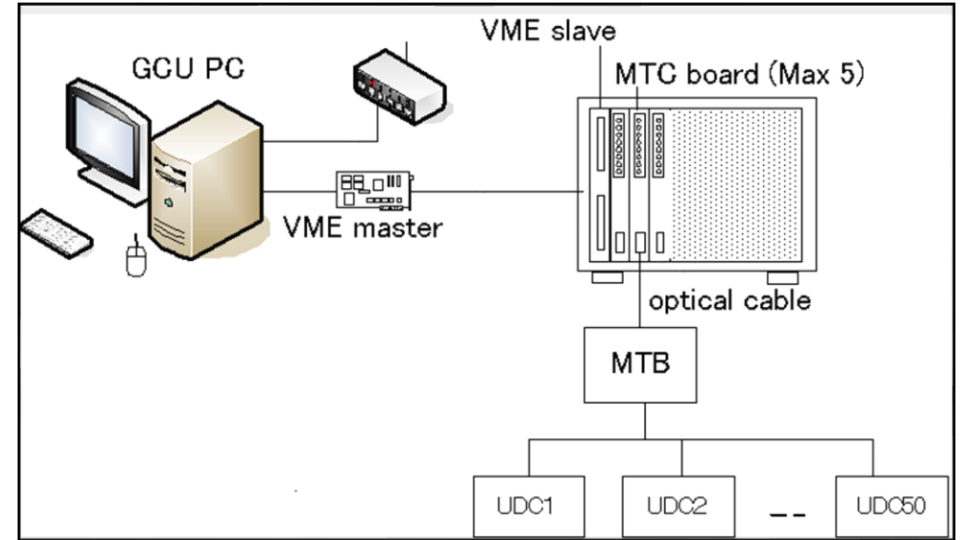 VME slave
GCU PC
MTC board (Max 5)
VME master
optical cable
MTB
UDC1
UDC2
--
UDC50